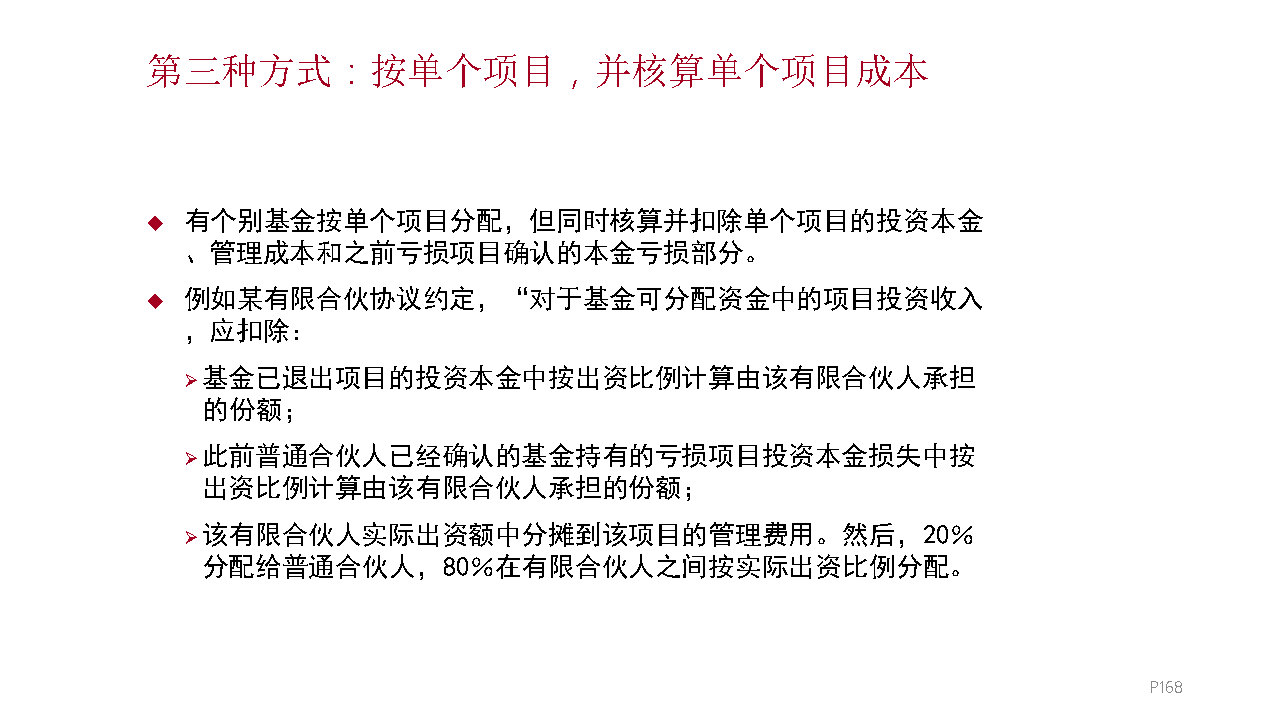 第三种方式：按单个项目，并核算单个项目成本
◆ 有个别基金按单个项目分配，但同时核算并扣除单个项目的投资本金
、管理成本和之前亏损项目确认的本金亏损部分。
◆ 例如某有限合伙协议约定，“对于基金可分配资金中的项目投资收入
，应扣除：
➢基金已退出项目的投资本金中按出资比例计算由该有限合伙人承担
的份额；
➢此前普通合伙人已经确认的基金持有的亏损项目投资本金损失中按
出资比例计算由该有限合伙人承担的份额；
➢该有限合伙人实际出资额中分摊到该项目的管理费用。然后，20%
分配给普通合伙人，80%在有限合伙人之间按实际出资比例分配。
P168